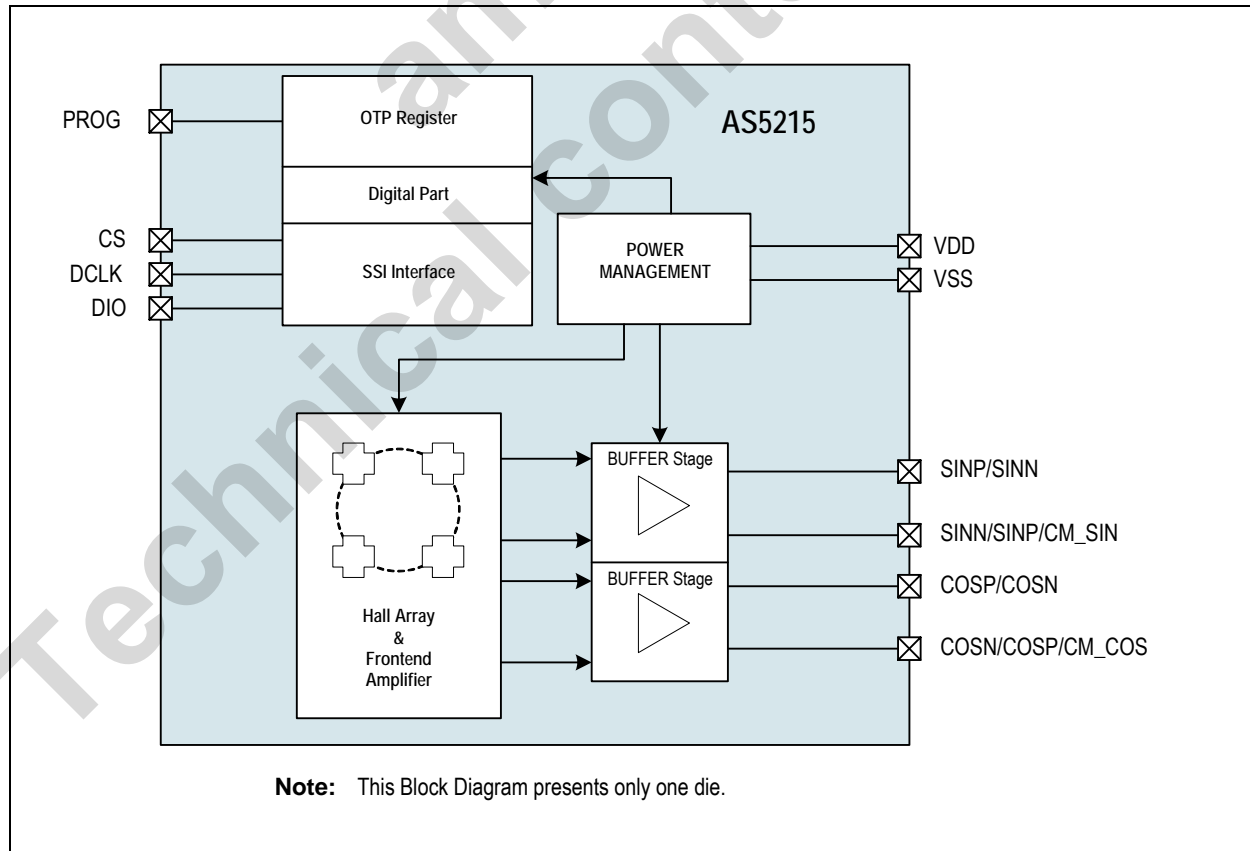 AS5215
PROG
OTP Register
Digital Part
CS
DCLK
DIO
SSI Interface
POWER
MANAGEMENT
VDD
VSS
BUFFER Stage
SINP/SINN
SINN/SINP/CM_SIN
BUFFER Stage
COSP/COSN
COSN/COSP/CM_COS
Hall Array
&
Frontend
Amplifier
Note: This Block Diagram presents only one die.
Technical